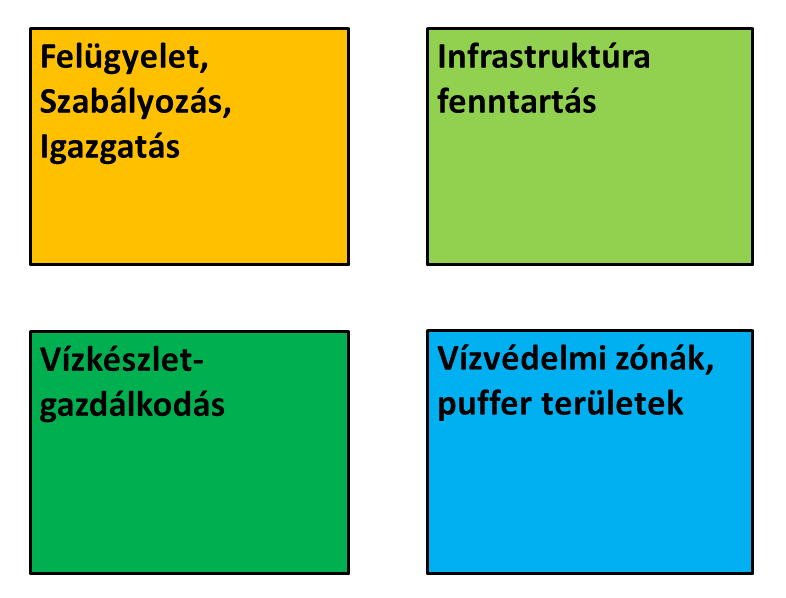 Felügyelet,
Szabályozás,
Igazgatás
Infrastruktúra
fenntartás
Vízkészlet-
gazdálkodás
Vízvédelmi zónák,
puffer területek